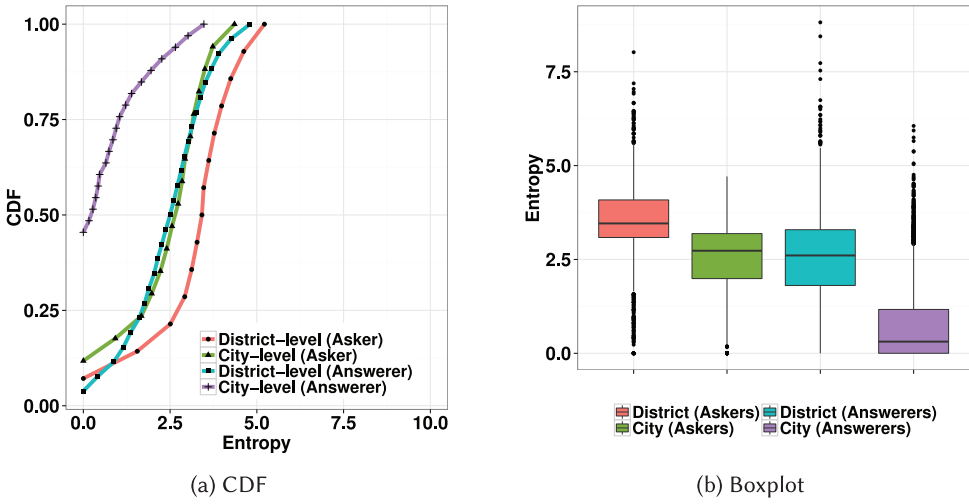 1.00
0.75
CDF
0.50
0.25
0.00
District−level (Asker)
City−level (Asker)
District−level (Answerer)
City−level (Answerer)
0.0 2.5 5.0 7.5 10.0
Entropy
(a) CDF
7.5
5.0
Entropy
2.5
0.0
District (Askers) District (Answerers)
City (Askers) City (Answerers)
(b) Boxplot